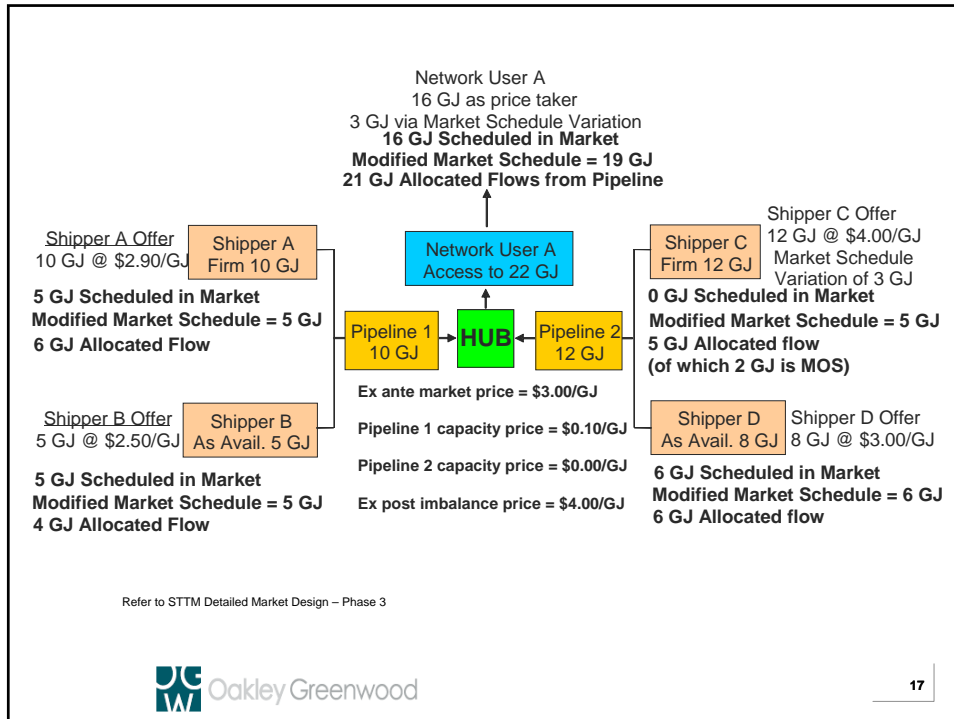 Network User A
16 GJ as price taker
3 GJ via Market Schedule Variation
16 GJ Scheduled in Market
Modified Market Schedule = 19 GJ
21 GJ Allocated Flows from Pipeline
Shipper A Offer
10 GJ @ $2.90/GJ
Shipper A
Firm 10 GJ
5 GJ Scheduled in Market
Modified Market Schedule = 5 GJ
6 GJ Allocated Flow
Network User A
Access to 22 GJ
Shipper C
Firm 12 GJ
Shipper C Offer
12 GJ @ $4.00/GJ
Market Schedule
Variation of 3 GJ
0 GJ Scheduled in Market
Modified Market Schedule = 5 GJ
5 GJ Allocated flow
(of which 2 GJ is MOS)
Pipeline 1
10 GJ
HUB
Pipeline 2
12 GJ
Ex ante market price = $3.00/GJ
Pipeline 1 capacity price = $0.10/GJ
Pipeline 2 capacity price = $0.00/GJ
Ex post imbalance price = $4.00/GJ
Shipper B Offer
5 GJ @ $2.50/GJ
Shipper B
As Avail. 5 GJ
5 GJ Scheduled in Market
Modified Market Schedule = 5 GJ
4 GJ Allocated Flow
Shipper D
As Avail. 8 GJ
Shipper D Offer
8 GJ @ $3.00/GJ
6 GJ Scheduled in Market
Modified Market Schedule = 6 GJ
6 GJ Allocated flow
Refer to STTM Detailed Market Design – Phase 3
Oakley Greenwood
17